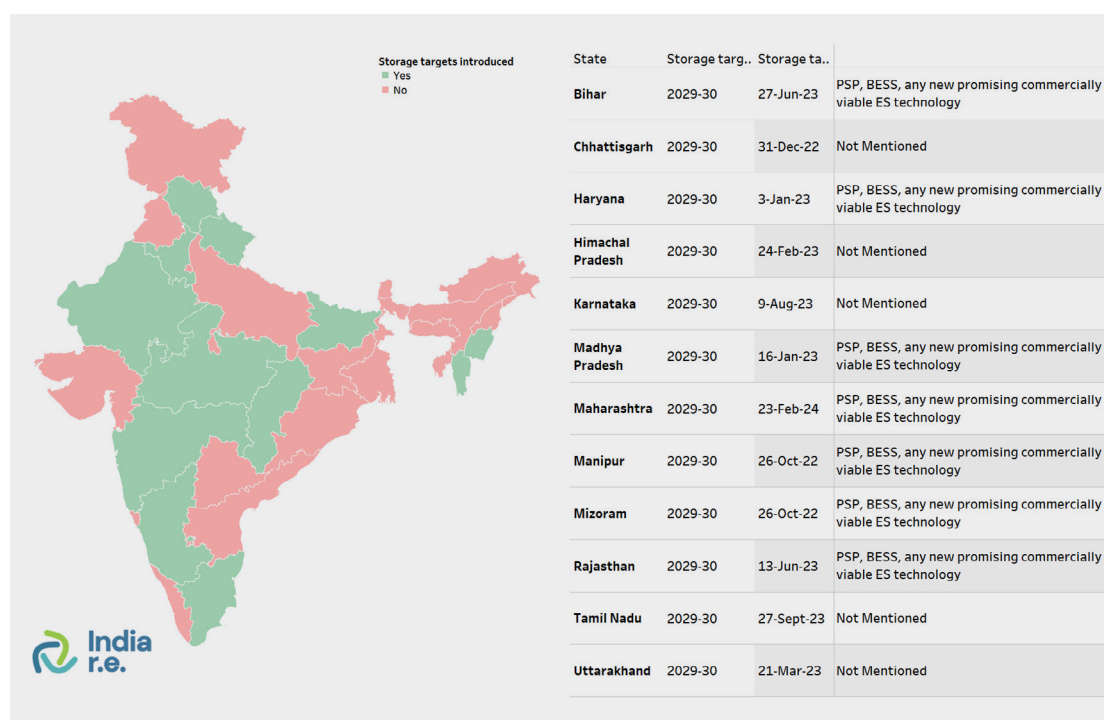 Storage targets introduced
Yes
No
State Storage targ.. Storage ta..
Bihar 2029-30 27-Jun-23 PSP, BESS, any new promising commercially
viable ES technology
Chhattisgarh 2029-30 31-Dec-22 Not Mentioned
Haryana 2029-30 3-Jan-23 PSP, BESS, any new promising commercially
viable ES technology
Himachal
Pradesh 2029-30 24-Feb-23 Not Mentioned
Karnataka 2029-30 9-Aug-23 Not Mentioned
Madhya
Pradesh 2029-30 16-Jan-23 PSP, BESS, any new promising commercially
viable ES technology
Maharashtra 2029-30 23-Feb-24 PSP, BESS, any new promising commercially
viable ES technology
Manipur 2029-30 26-Oct-22 PSP, BESS, any new promising commercially
viable ES technology
Mizoram 2029-30 26-Oct-22 PSP, BESS, any new promising commercially
viable ES technology
Rajasthan 2029-30 13-Jun-23 PSP, BESS, any new promising commercially
viable ES technology
Tamil Nadu 2029-30 27-Sept-23 Not Mentioned
Uttarakhand 2029-30 21-Mar-23 Not Mentioned
India
r.e.